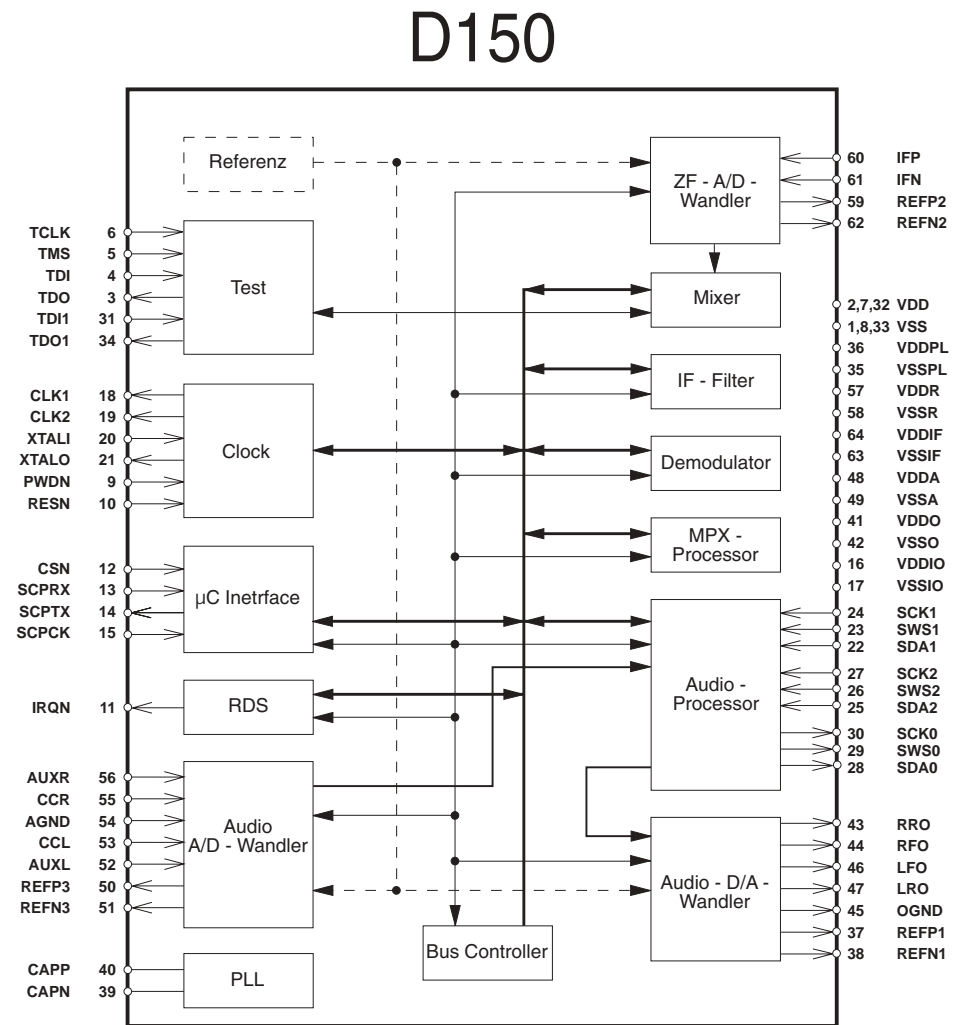 D150
Referenz
ZF - A/D -
Wandler
60 IFP
61 IFN
59 REFP2
62 REFN2
TCLK 6
TMS 5
TDI 4
TDO 3
TDI1 31
TDO1 34
Test
Mixer
2,7,32 VDD
1,8,33 VSS
36 VDDPL
35 VSSPL
57 VDDR
58 VSSR
64 VDDIF
63 VSSIF
48 VDDA
49 VSSA
41 VDDO
42 VSSO
16 VDDIO
17 VSSIO
IF - Filter
CLK1 18
CLK2 19
XTALI 20
XTALO 21
PWDN 9
RESN 10
Clock
Demodulator
MPX -
Processor
CSN 12
SCPRX 13
SCPTX 14
SCPCK 15
µC Inetrface
Audio -
Processor
24 SCK1
23 SWS1
22 SDA1
27 SCK2
26 SWS2
25 SDA2
30 SCK0
29 SWS0
28 SDA0
IRQN 11
RDS
AUXR 56
CCR 55
AGND 54
CCL 53
AUXL 52
REFP3 50
REFN3 51
Audio
A/D - Wandler
Audio - D/A -
Wandler
43 RRO
44 RFO
46 LFO
47 LRO
45 OGND
37 REFP1
38 REFN1
Bus Controller
CAPP 40
CAPN 39
PLL